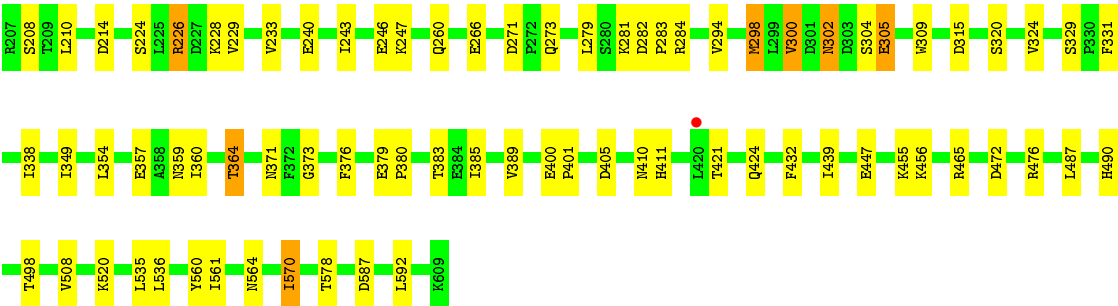 R207 S208 T209 L210 D214 S224 L225 R226 D227 K228 V229 V233 E240 I243 E246 K247 Q260 E266 D271 P272 Q273 L279 S280 K281 D282 P283 R284 V294 M298 L299 V300 D301 N302 D303 S304 E305 W309 D315 S320 V324 S329 P330 F331
I338 I349 L354 E357 A358 N359 I360 T364 N371 F372 G373 F376 E379 P380 T383 E384 I385 V389 E400 P401 D405 N410 H411 L420 T421 Q424 F432 I439 E447 K455 K456 R465 D472 R476 L487 H490
T498 V508 K520 L535 L536 Y560 I561 N564 I570 T578 D587 L592 K609